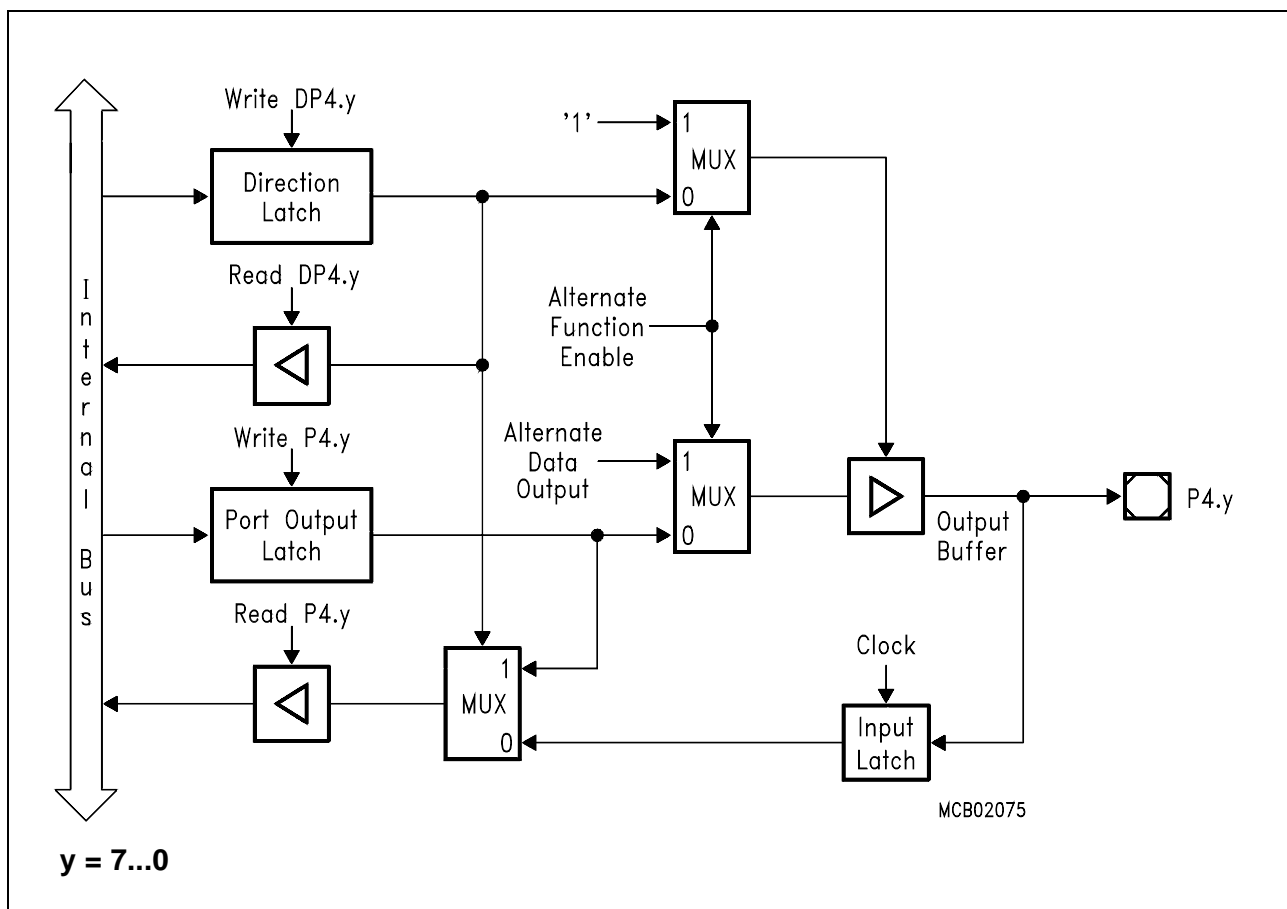 Write DP4.y
'1'
1
MUX
0
Direction
Latch
Read DP4.y
Internal Bus
Alternate
Function
Enable
Write P4.y
Alternate
Data
Output
1
MUX
0
Port Output
Latch
Output
Buffer
P4.y
Read P4.y
1
MUX
0
Clock
Input
Latch
MCB02075
y = 7...0